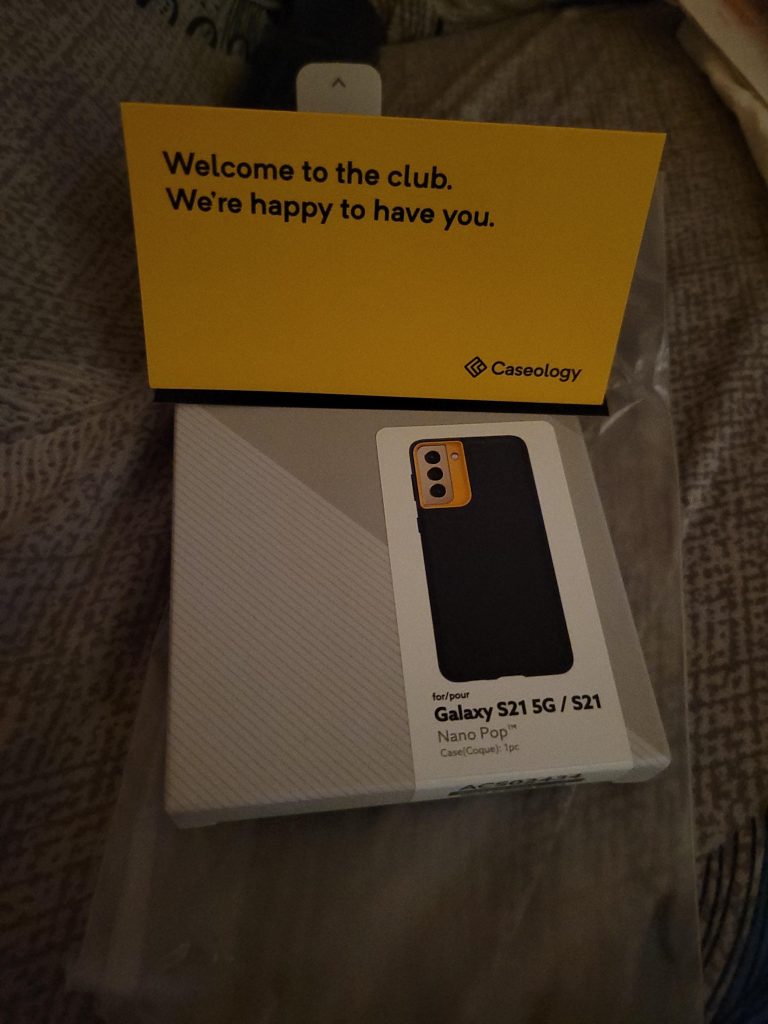 Welcome to the club.
We're happy to have you.
Caseology
for/pour
Galaxy S21 5G / S21
Nano Pop™
Case(Coque): 1pc
ACS02434